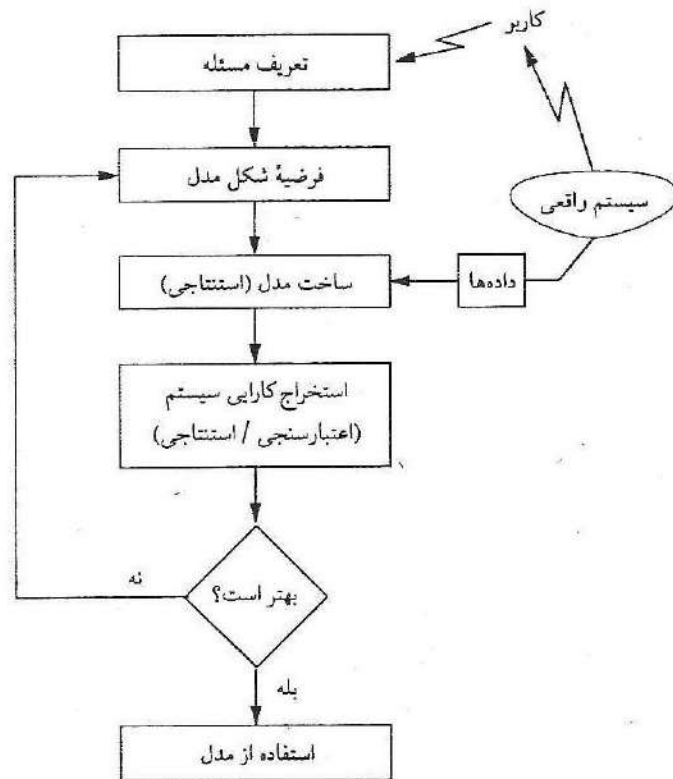 کاربر
تعریف مسئله
فرضیهٔ شکل مدل
سیستم واقعی
ساخت مدل (استنتاجی)
داده‌ها
استخراج کارایی سیستم
(اعتبارسنجی / استنتاجی)
نه
بهتر است؟
بله
استفاده از مدل